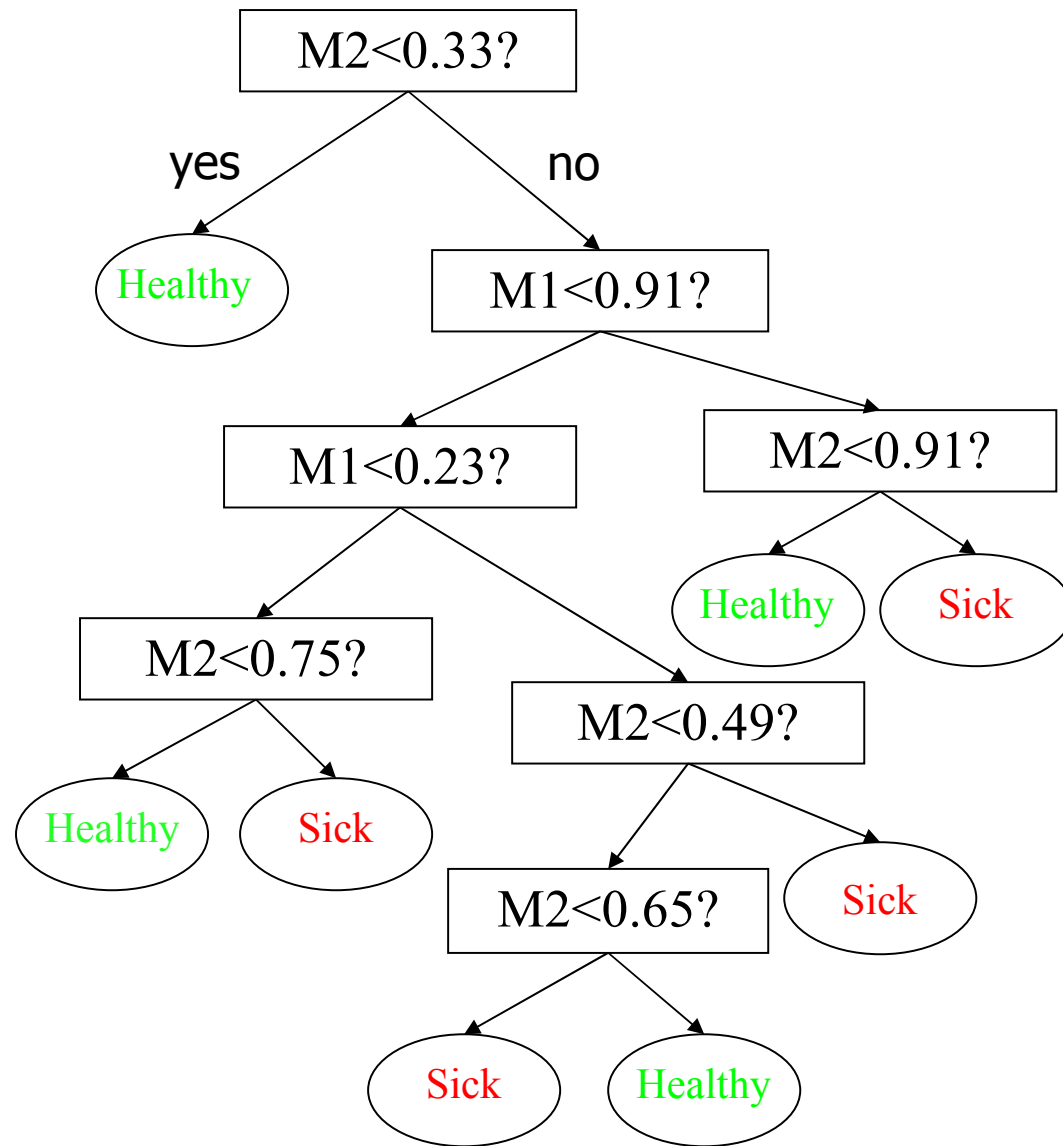 M2<0.33?
yes
no
Healthy
M1<0.91?
M1<0.23?
M2<0.91?
Healthy
Sick
M2<0.75?
M2<0.49?
Healthy
Sick
M2<0.65?
Sick
Sick
Healthy